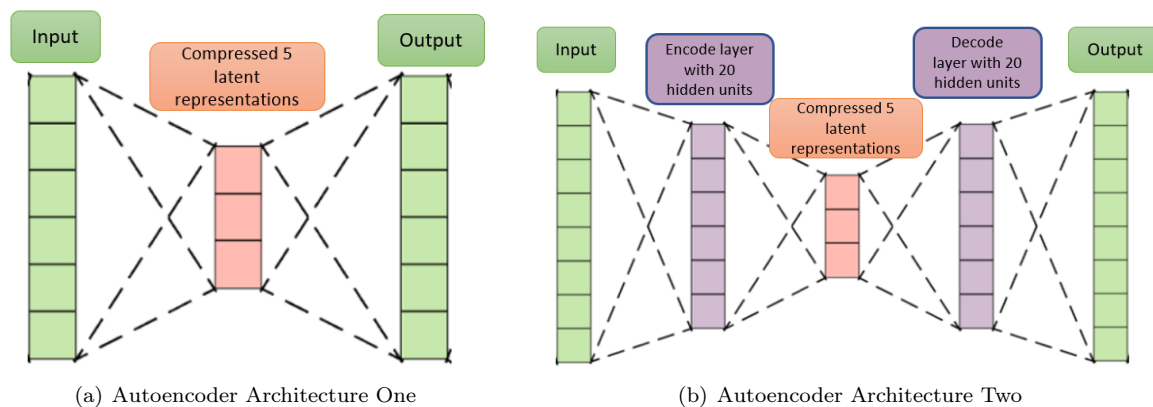 Input
Compressed 5
latent
representations
Output
(a) Autoencoder Architecture One
Input
Encode layer
with 20
hidden units
Compressed 5
latent
representations
Decode
layer with 20
hidden units
Output
(b) Autoencoder Architecture Two